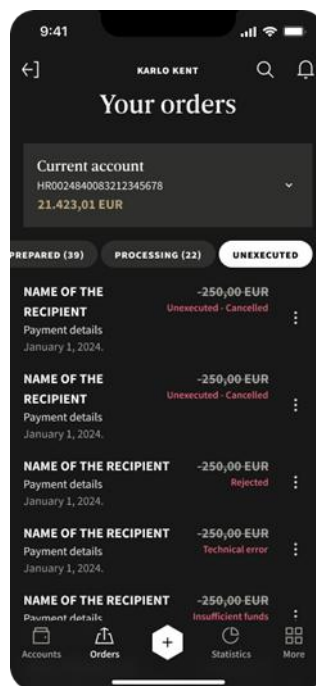 9:41
KARLO KENT
Your orders
Current account
HR0024840083212345678
21.423,01 EUR
PREPARED (39) PROCESSING (22) UNEXECUTED
NAME OF THE RECIPIENT -250,00 EUR
Unexecuted - Cancelled
Payment details
January 1, 2024.
NAME OF THE RECIPIENT -250,00 EUR
Unexecuted - Cancelled
Payment details
January 1, 2024.
NAME OF THE RECIPIENT -250,00 EUR
Payment details Rejected
January 1, 2024.
NAME OF THE RECIPIENT -250,00 EUR
Payment details Technical error
January 1, 2024.
NAME OF THE RECIPIENT -250,00 EUR
Payment details Insufficient funds
Accounts Orders Statistics More